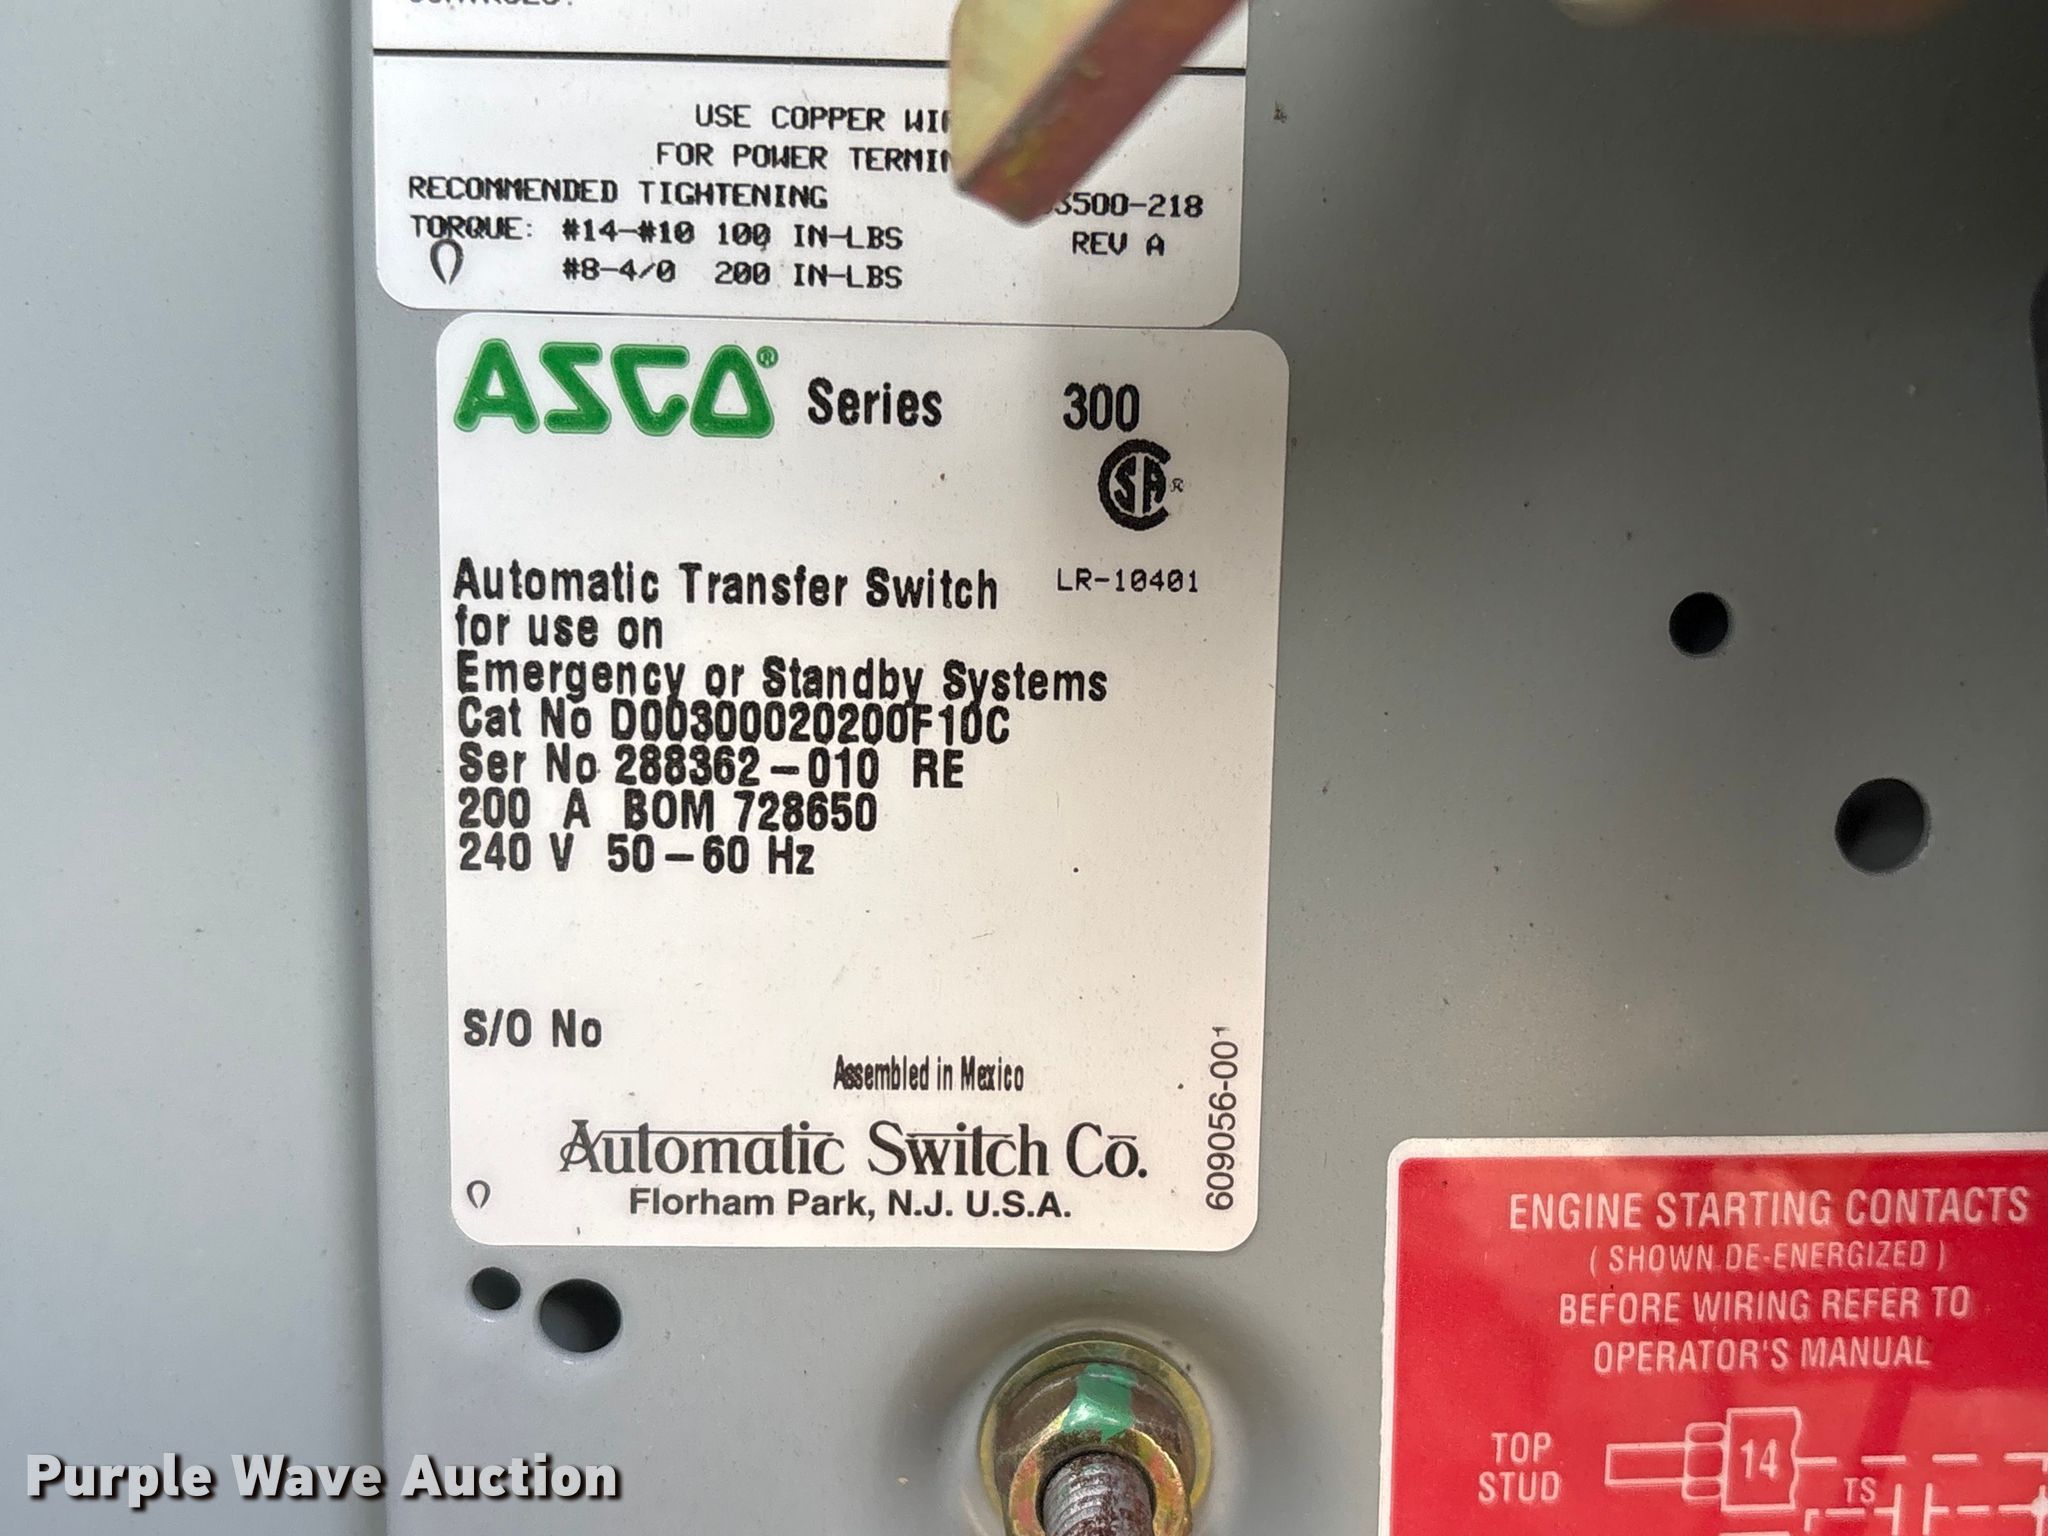 USE COPPER
FOR POWER
RECOMMENDED TIGHTENING
TORQUE: #14-#10 100 IN-LBS
#8-4/0 200 IN-LBS
3500-218
REV A
ASCO® Series 300
CSA®
LR-10401
Automatic Transfer Switch
for use on
Emergency or Standby Systems
Cat No D00300020200F10C
Ser No 288362-010 RE
200 A BOM 728650
240 V 50-60 Hz
S/O No
Assembled in Mexico
Automatic Switch Co.
Florham Park, N.J. U.S.A.
609056-001
ENGINE STARTING CONTACTS
( SHOWN DE-ENERGIZED )
BEFORE WIRING REFER TO
OPERATOR'S MANUAL
TOP
STUD
14
TS
Purple Wave Auction